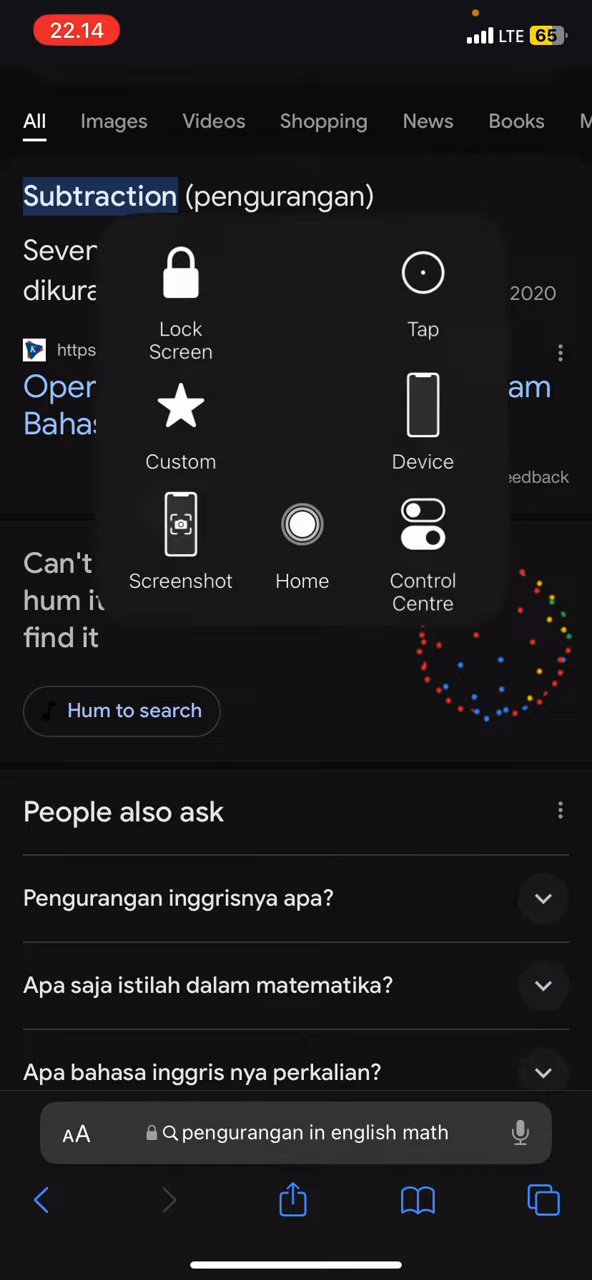 22.14
LTE 65
All Images Videos Shopping News Books M
Subtraction (pengurangan)
Seven
dikura 2020
https
Oper am
Bahas
eedback
Lock
Screen
Tap
Custom
Device
Screenshot
Home
Control
Centre
Can't
hum it
find it
Hum to search
People also ask
Pengurangan inggrisnya apa?
Apa saja istilah dalam matematika?
Apa bahasa inggris nya perkalian?
AA pengurangan in english math